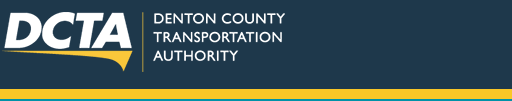 DCTA
DENTON COUNTY
TRANSPORTATION
AUTHORITY